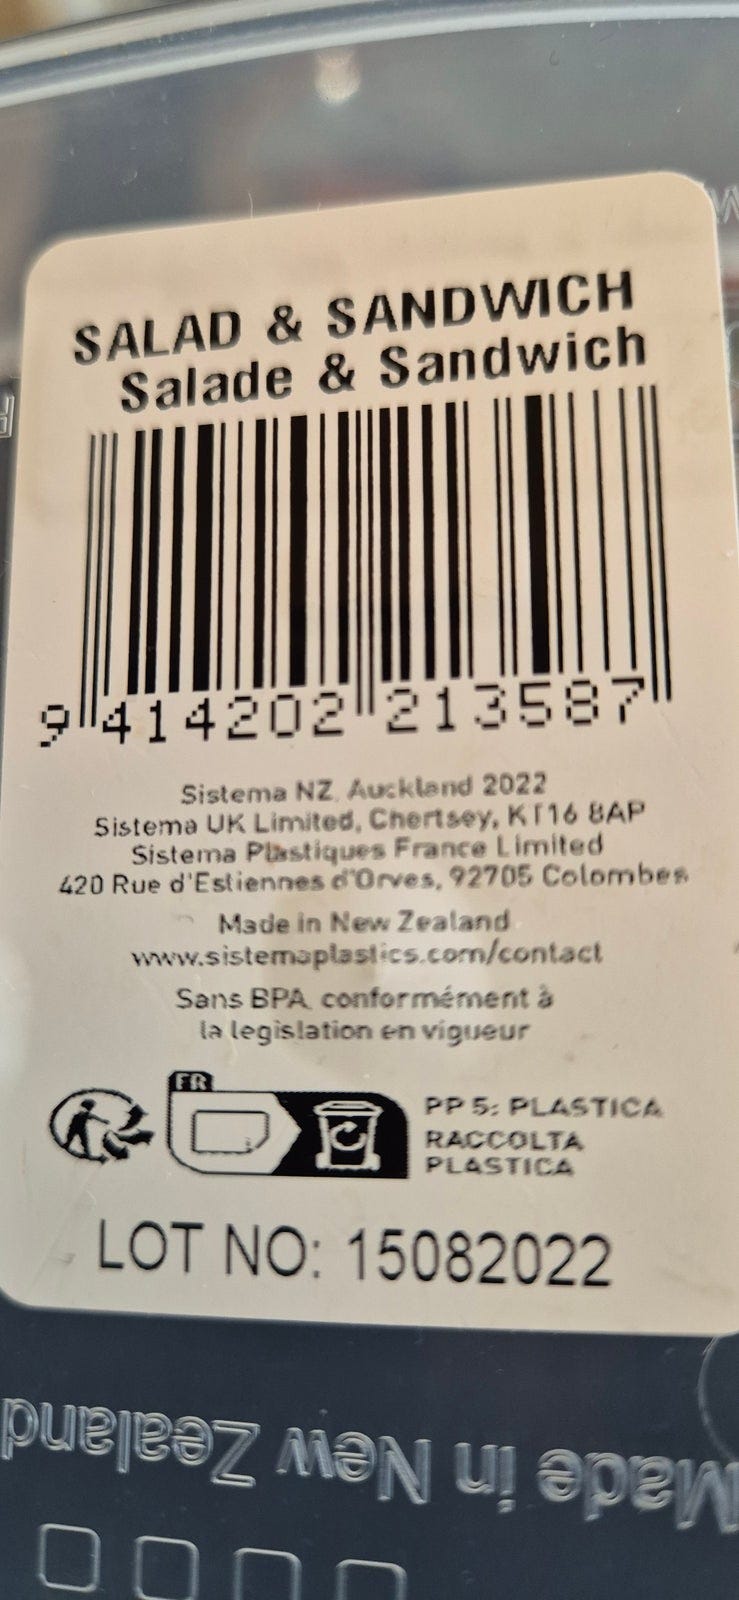 SALAD & SANDWICH
Salade & Sandwich
9 414202 213587
Sistema NZ, Auckland 2022
Sistema UK Limited, Chertsey, KT16 8AP
Sistema Plastiques France Limited
420 Rue d'Estiennes d'Orves, 92705 Colombes
Made in New Zealand
www.sistemaplastics.com/contact
Sans BPA, conformément à
la legislation en vigueur
FR
PP 5: PLASTICA
RACCOLTA
PLASTICA
LOT NO: 15082022
Made in New Zealand